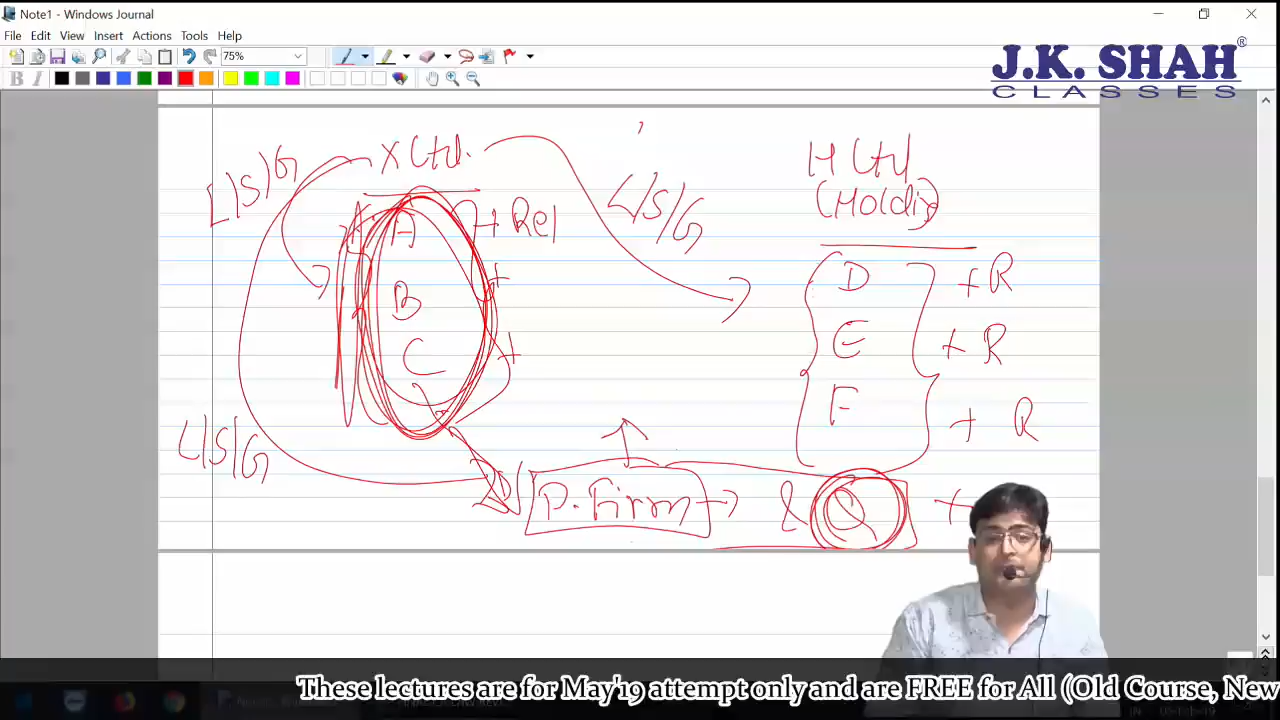 Note1 - Windows Journal
File Edit View Insert Actions Tools Help
75%
J.K. SHAH®
CLASSES
X Ltd.
H Ltd
(Holdi
L/S/G
L/S/G
A + Rel
B +
C +
D + R
E + R
F + R
L/S/G
P. Firm
& Q +
These lectures are for May'19 attempt only and are FREE for All (Old Course, New